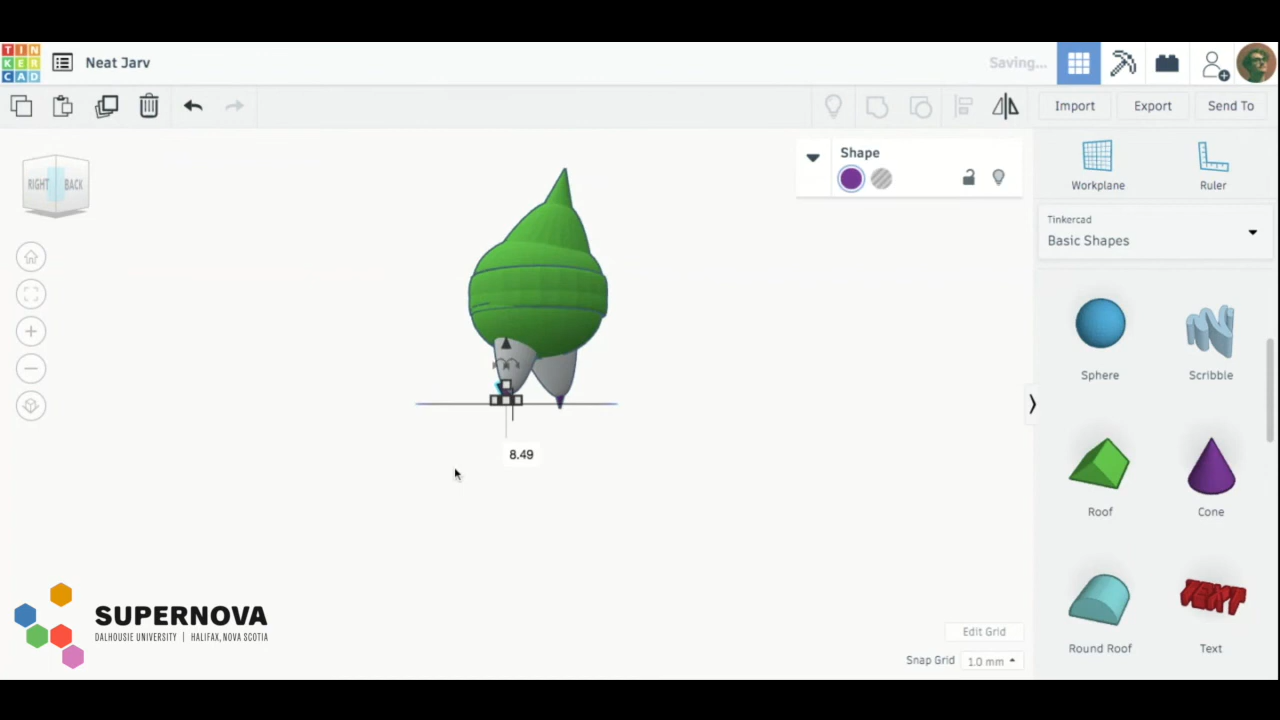 TIN
KER
CAD
Neat Jarv
Saving...
Import
Export
Send To
RIGHT
BACK
Shape
Workplane
Ruler
Tinkercad
Basic Shapes
Sphere
Scribble
Roof
Cone
8.49
TEXT
Round Roof
Text
Edit Grid
Snap Grid
1.0 mm
SUPERNOVA
DALHOUSIE UNIVERSITY | HALIFAX, NOVA SCOTIA